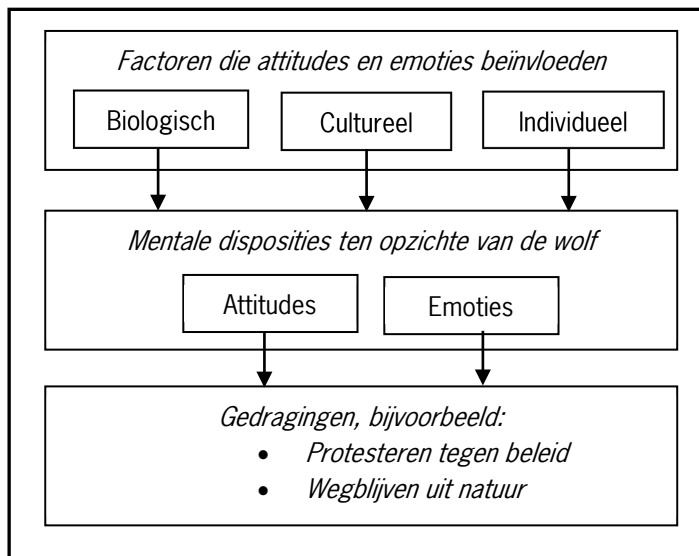 Factoren die attitudes en emoties beïnvloeden
Biologisch Cultureel Individueel
Mentale disposities ten opzichte van de wolf
Attitudes Emoties
Gedragingen, bijvoorbeeld:
• Protesteren tegen beleid
• Wegblijven uit natuur